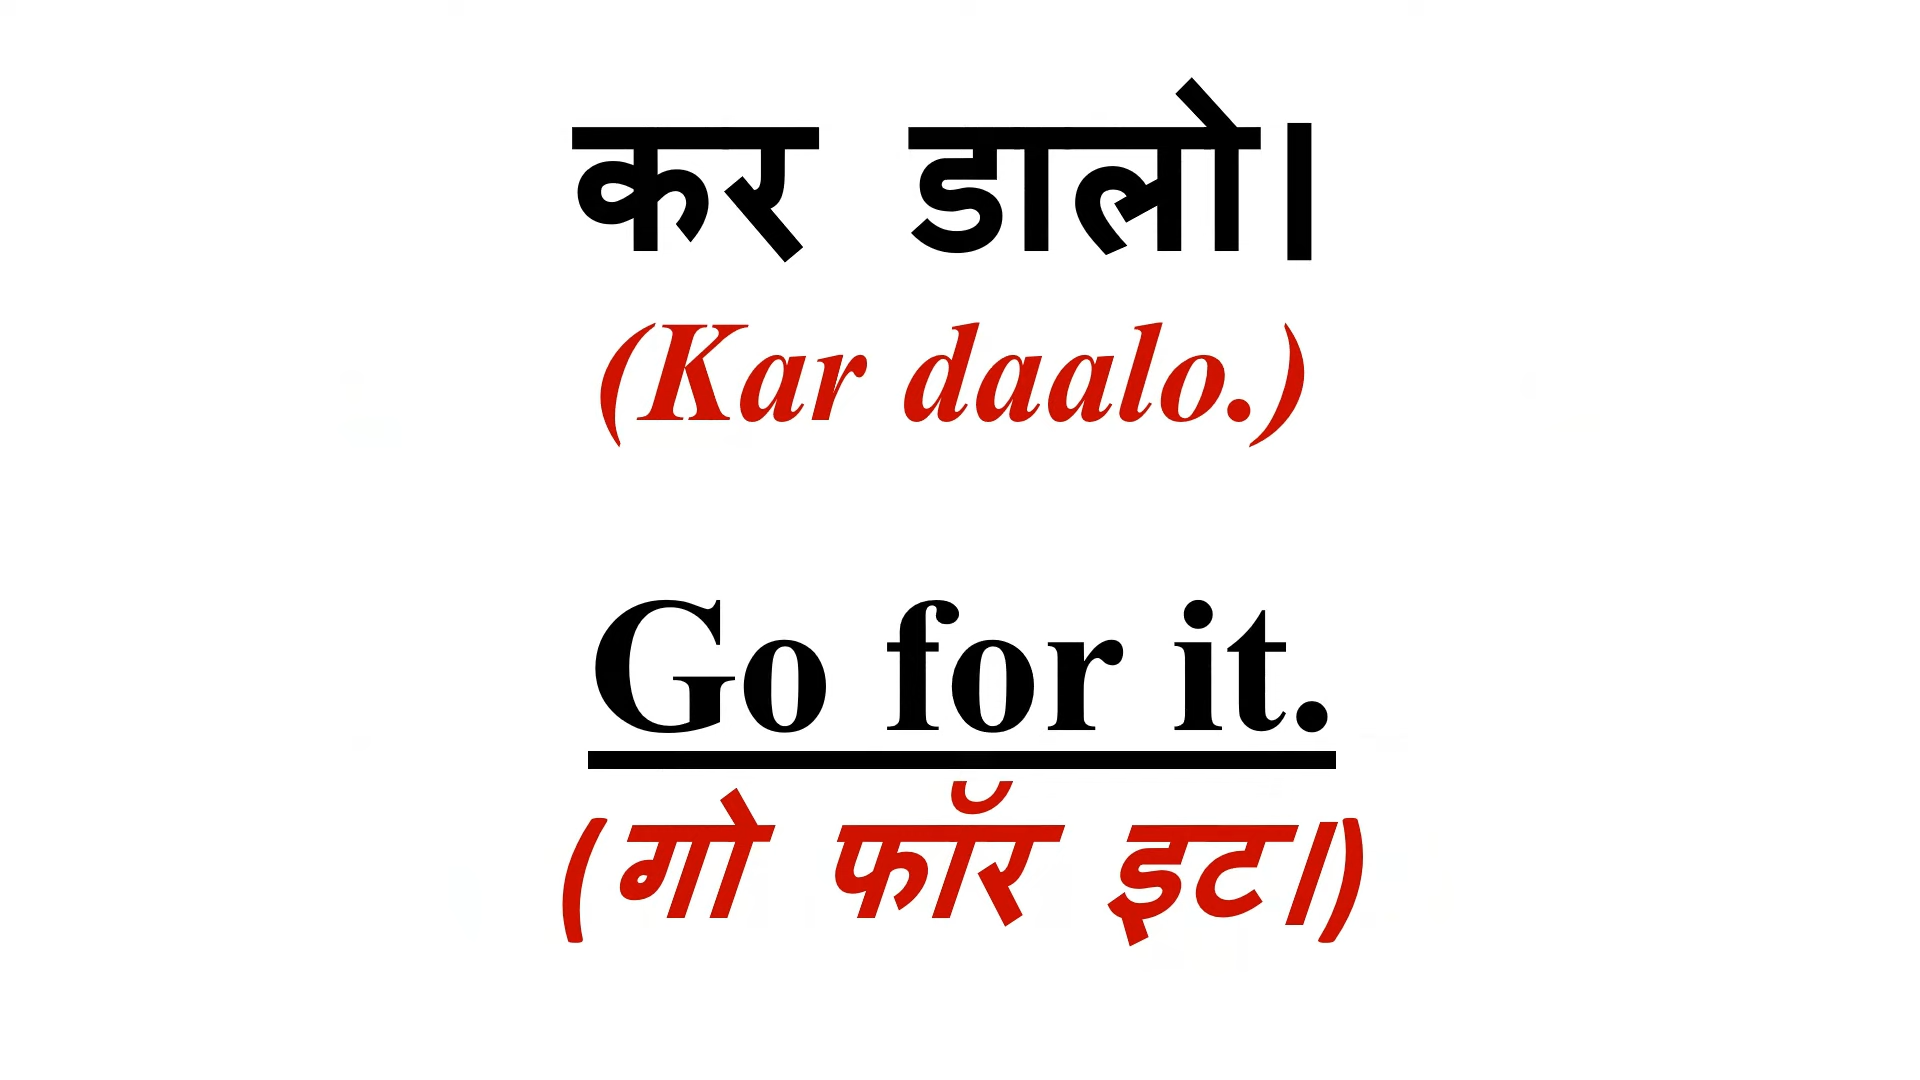 कर डालो।
(Kar daalo.)
Go for it.
(गो फॉर इट।)